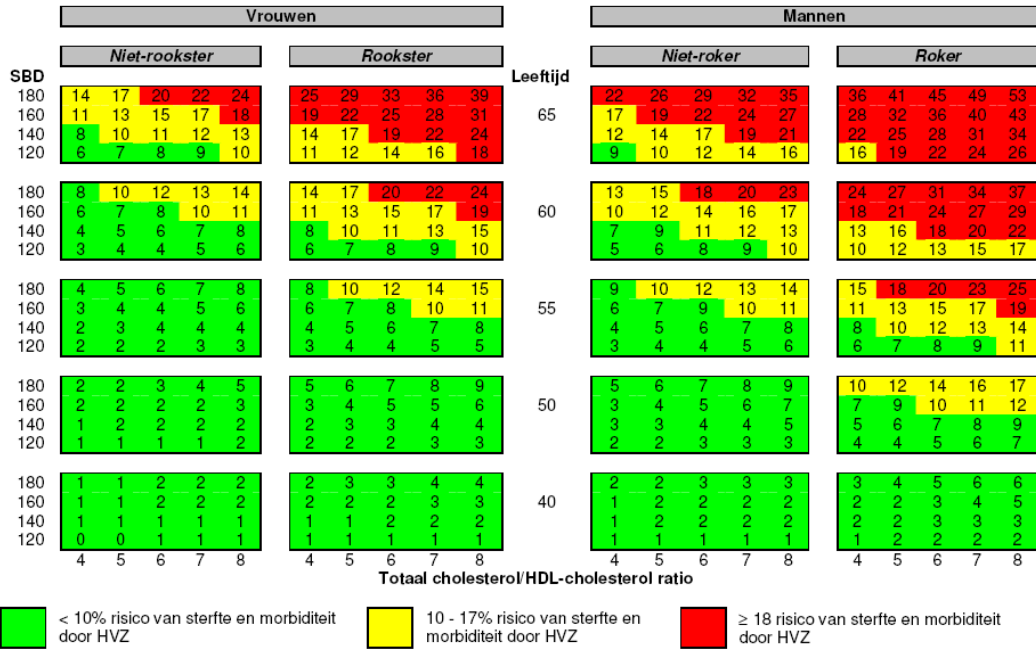 Vrouwen Mannen
Niet-rookster Rookster Niet-roker Roker
SBD Leeftijd
180 14 17 20 22 24 25 29 33 36 39 22 26 29 32 35 36 41 45 49 53
160 11 13 15 17 18 19 22 25 28 31 65 17 19 22 24 27 28 32 36 40 43
140 8 10 11 12 13 14 17 19 22 24 12 14 17 19 21 22 25 28 31 34
120 6 7 8 9 10 11 12 14 16 18 9 10 12 14 16 16 19 22 24 26
180 8 10 12 13 14 14 17 20 22 24 13 15 18 20 23 24 27 31 34 37
160 6 7 8 10 11 11 13 15 17 19 60 10 12 14 16 17 18 21 24 27 29
140 4 5 6 7 8 8 10 11 13 15 7 9 11 12 13 13 16 18 20 22
120 3 4 4 5 6 6 7 8 9 10 5 6 8 9 10 10 12 13 15 17
180 4 5 6 7 8 8 10 12 14 15 9 10 12 13 14 15 18 20 23 25
160 3 4 4 5 6 6 7 8 10 11 55 6 7 9 10 11 11 13 15 17 19
140 2 3 4 4 4 4 5 6 7 8 4 5 6 7 8 8 10 12 13 14
120 2 2 2 3 3 3 4 4 5 5 3 4 4 5 6 6 7 8 9 11
180 2 2 3 4 5 5 6 7 8 9 5 6 7 8 9 10 12 14 16 17
160 2 2 2 2 3 3 4 5 5 6 50 3 4 5 6 7 7 9 10 11 12
140 1 2 2 2 2 2 3 3 4 4 3 3 4 4 5 5 6 7 8 9
120 1 1 1 1 2 2 2 2 3 3 2 2 3 3 3 4 4 5 6 7
180 1 1 2 2 2 2 3 3 4 4 2 2 3 3 3 3 4 5 6 6
160 1 1 2 2 2 2 2 2 3 3 40 1 2 2 2 2 2 2 3 4 5
140 1 1 1 1 1 1 1 2 2 2 1 2 2 2 2 2 2 3 3 3
120 0 0 1 1 1 1 1 1 1 1 1 1 1 1 1 1 2 2 2 2
4 5 6 7 8 4 5 6 7 8 4 5 6 7 8 4 5 6 7 8
Totaal cholesterol/HDL-cholesterol ratio
< 10% risico van sterfte en morbiditeit
door HVZ
10 - 17% risico van sterfte en
morbiditeit door HVZ
≥ 18 risico van sterfte en morbiditeit
door HVZ